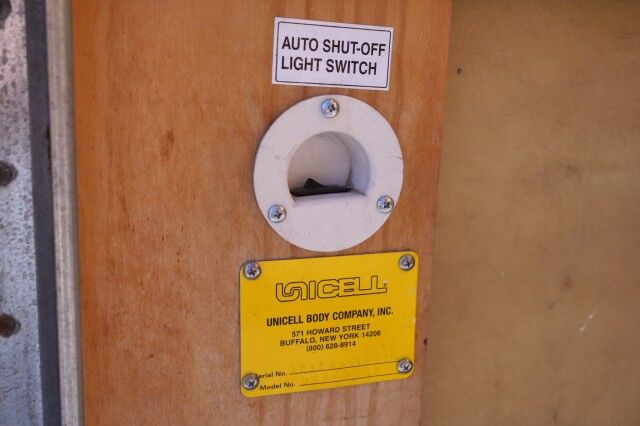 AUTO SHUT-OFF
LIGHT SWITCH
UNICELL
UNICELL BODY COMPANY, INC.
571 HOWARD STREET
BUFFALO, NEW YORK 14206
(800) 628-8914
Serial No.
Model No.